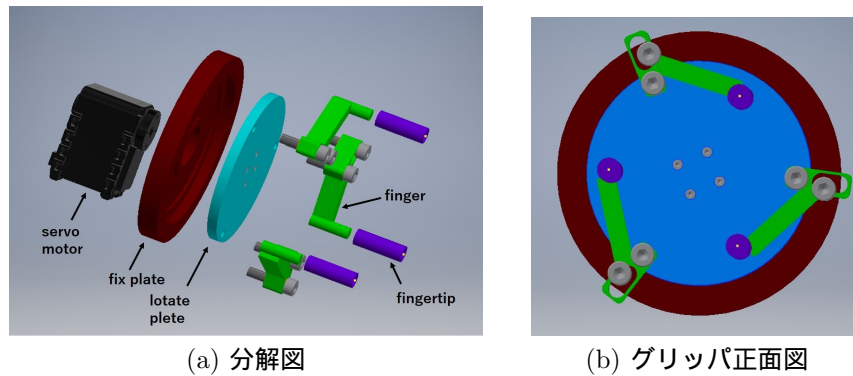 servo
motor
fix plate
lotate
plete
finger
fingertip
(a) 分解図
(b) グリッパ正面図